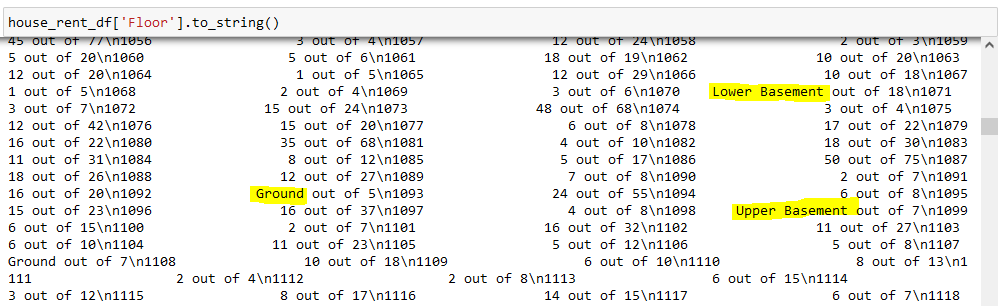 house_rent_df['Floor'].to_string()
45 out of 77\n1056 3 out of 4\n1057 12 out of 24\n1058 2 out of 3\n1059
5 out of 20\n1060 5 out of 6\n1061 18 out of 19\n1062 10 out of 20\n1063
12 out of 20\n1064 1 out of 5\n1065 12 out of 29\n1066 10 out of 18\n1067
1 out of 5\n1068 2 out of 4\n1069 3 out of 6\n1070 Lower Basement out of 18\n1071
3 out of 7\n1072 15 out of 24\n1073 48 out of 68\n1074 3 out of 4\n1075
12 out of 42\n1076 15 out of 20\n1077 6 out of 8\n1078 17 out of 22\n1079
16 out of 22\n1080 35 out of 68\n1081 4 out of 10\n1082 18 out of 30\n1083
11 out of 31\n1084 8 out of 12\n1085 5 out of 17\n1086 50 out of 75\n1087
18 out of 26\n1088 12 out of 27\n1089 7 out of 8\n1090 2 out of 7\n1091
16 out of 20\n1092 Ground out of 5\n1093 24 out of 55\n1094 6 out of 8\n1095
15 out of 23\n1096 16 out of 37\n1097 4 out of 8\n1098 Upper Basement out of 7\n1099
6 out of 15\n1100 2 out of 7\n1101 16 out of 32\n1102 11 out of 27\n1103
6 out of 10\n1104 11 out of 23\n1105 5 out of 12\n1106 5 out of 8\n1107
Ground out of 7\n1108 10 out of 18\n1109 6 out of 10\n1110 8 out of 13\n1
111 2 out of 4\n1112 2 out of 8\n1113 6 out of 15\n1114
3 out of 12\n1115 8 out of 17\n1116 14 out of 15\n1117 6 out of 7\n1118